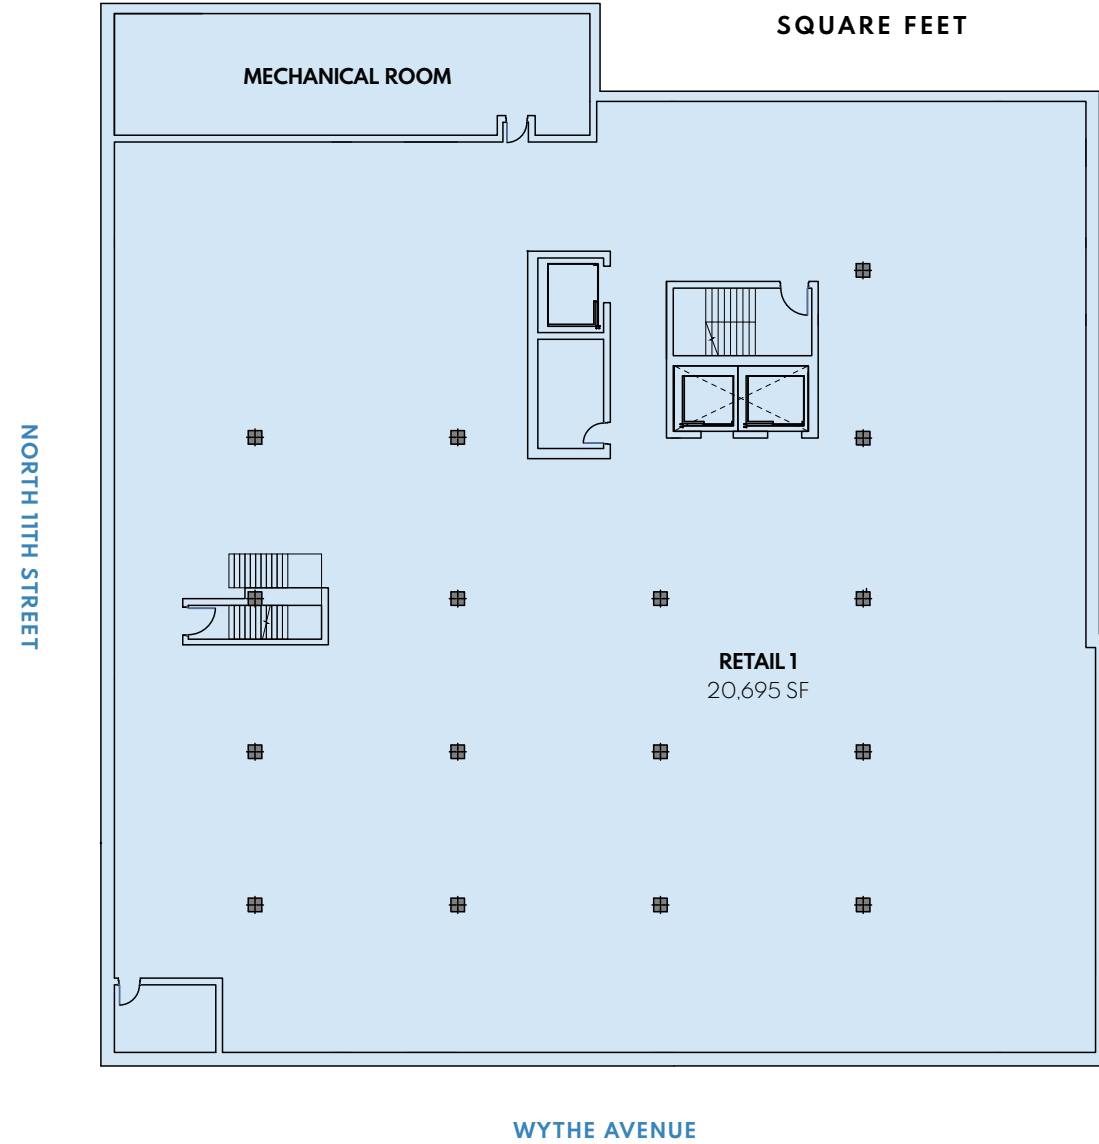 SQUARE FEET
MECHANICAL ROOM
NORTH 11TH STREET
RETAIL 1
20,695 SF
WYTHE AVENUE